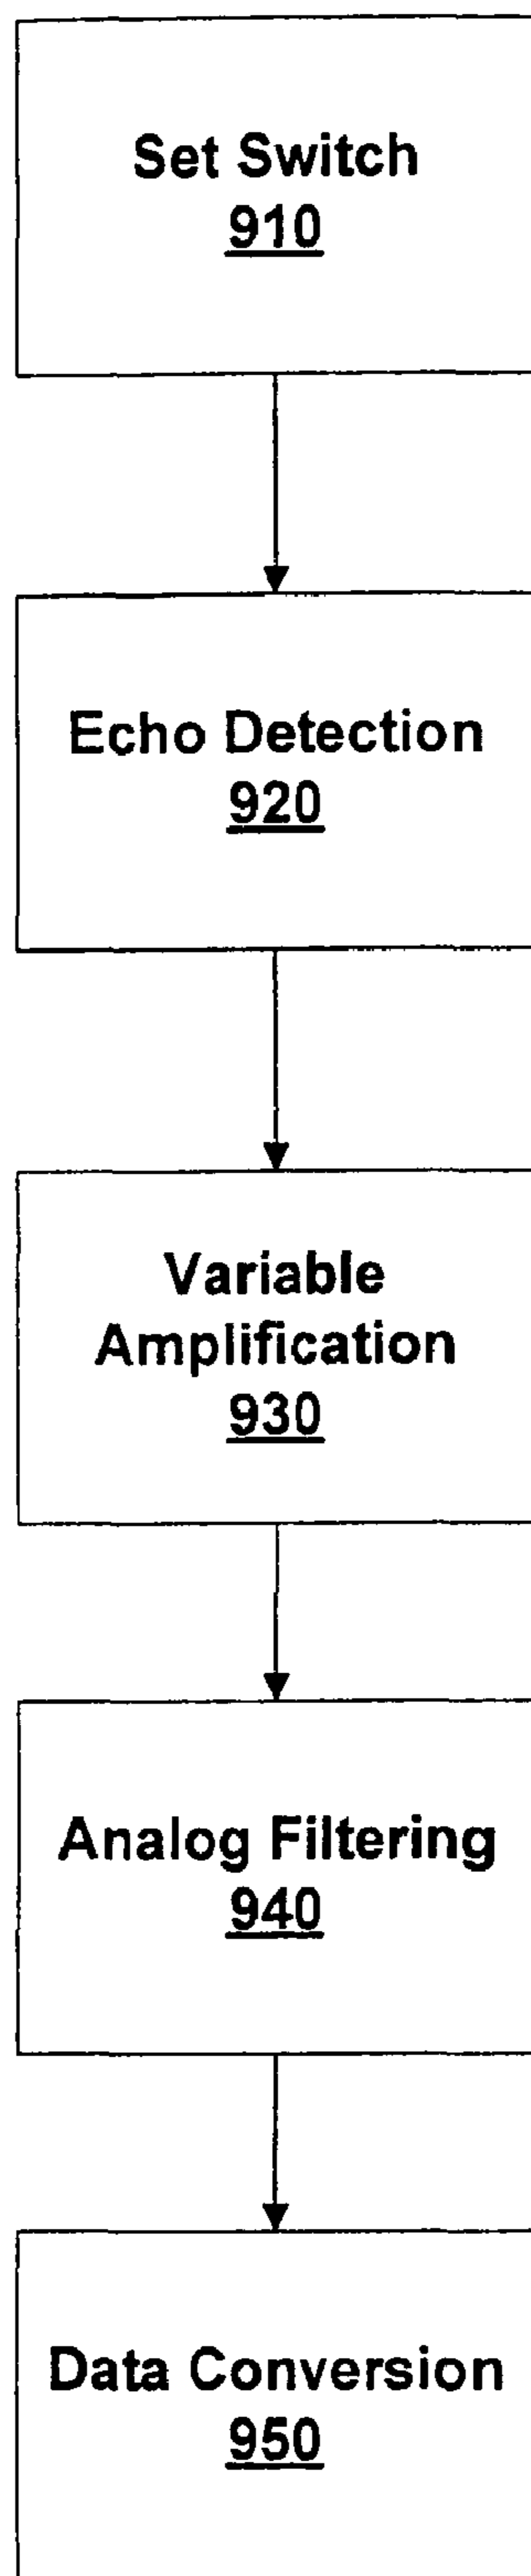 Set Switch
910
Echo Detection
920
Variable
Amplification
930
Analog Filtering
940
Data Conversion
950